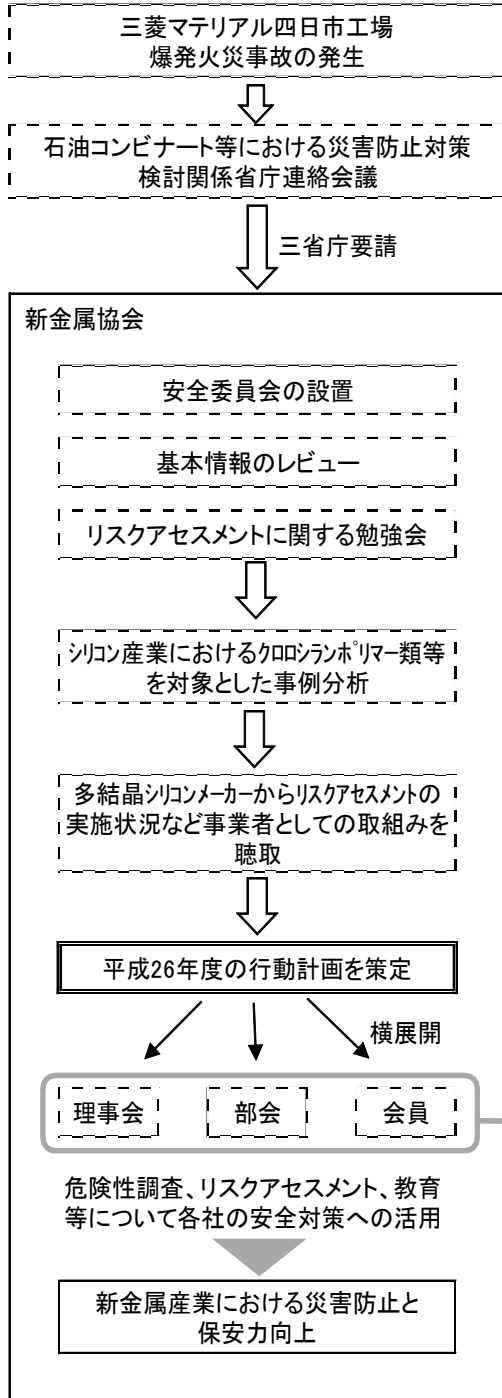 三菱マテリアル四日市工場
爆発火災事故の発生
石油コンビナート等における災害防止対策
検討関係省庁連絡会議
三省庁要請
新金属協会
安全委員会の設置
基本情報のレビュー
リスクアセスメントに関する勉強会
シリコン産業におけるクロロシランポリマー類等
を対象とした事例分析
多結晶シリコンメーカーからリスクアセスメントの
実施状況など事業者としての取組みを
聴取
平成26年度の行動計画を策定
横展開
理事会 部会 会員
危険性調査、リスクアセスメント、教育
等について各社の安全対策への活用
新金属産業における災害防止と
保安力向上